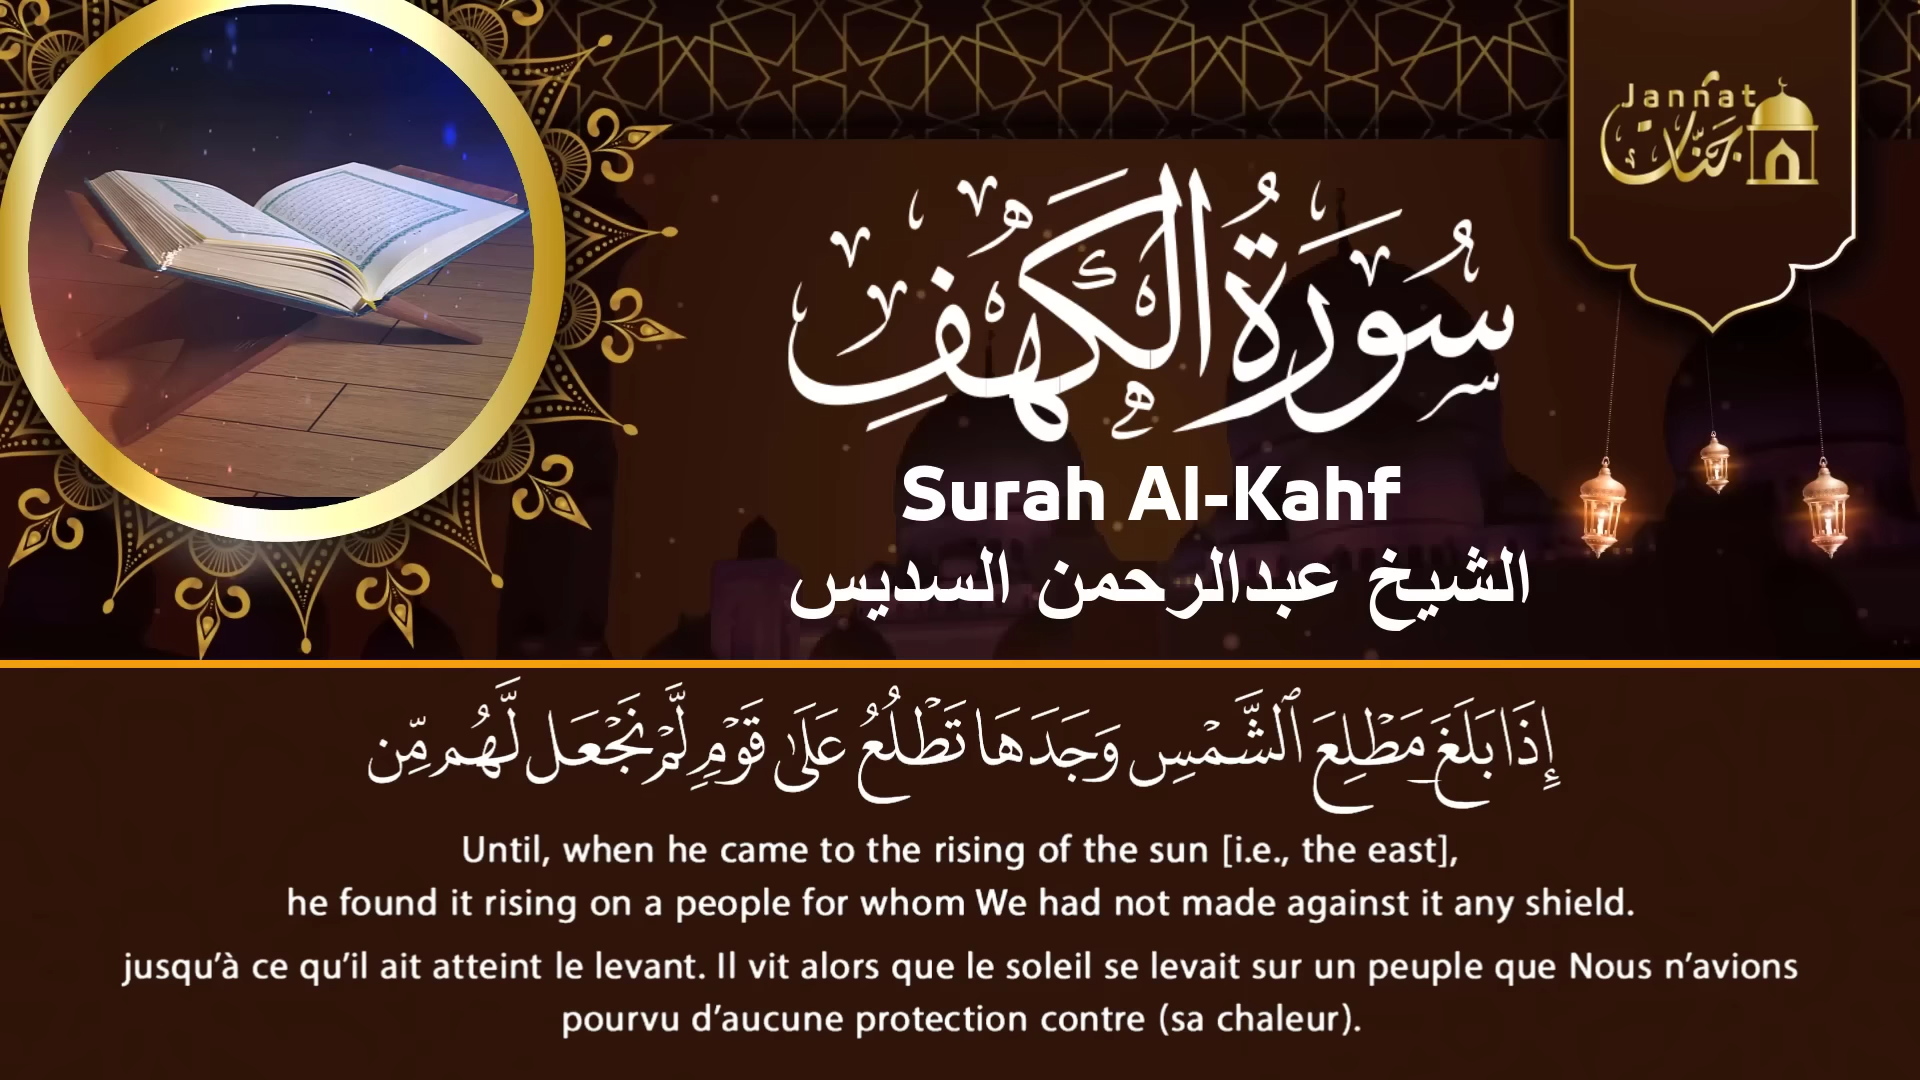 Jannat
جنات
سُورَةُ الكَهْفِ
Surah Al-Kahf
الشيخ عبدالرحمن السديس
إِذَا بَلَغَ مَطْلِعَ ٱلشَّمْسِ وَجَدَهَا تَطْلُعُ عَلَىٰ قَوْمٍ لَّمْ نَجْعَل لَّهُم مِّن
Until, when he came to the rising of the sun [i.e., the east],
he found it rising on a people for whom We had not made against it any shield.
jusqu’à ce qu’il ait atteint le levant. Il vit alors que le soleil se levait sur un peuple que Nous n’avions
pourvu d’aucune protection contre (sa chaleur).